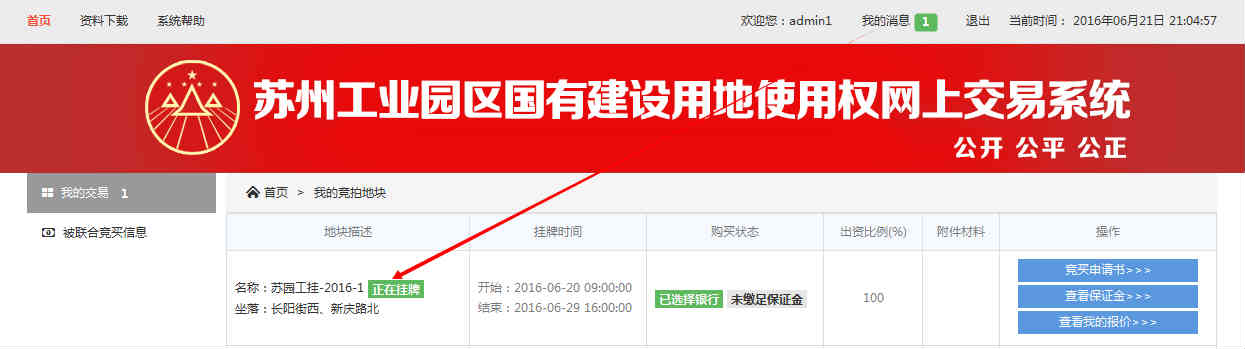 首页 资料下载 系统帮助 欢迎您：admin1 我的消息 1 退出 当前时间： 2016年06月21日 21:04:57
苏州工业园区国有建设用地使用权网上交易系统
公开 公平 公正
我的交易 1
首页 > 我的竞拍地块
被联合竞买信息
地块描述 挂牌时间 购买状态 出资比例(%) 附件材料 操作
名称：苏园工挂-2016-1 正在挂牌
坐落：长阳街西、新庆路北
开始：2016-06-20 09:00:00
结束：2016-06-29 16:00:00
已选择银行 未缴足保证金
100
竞买申请书>>>
查看保证金>>>
查看我的报价>>>